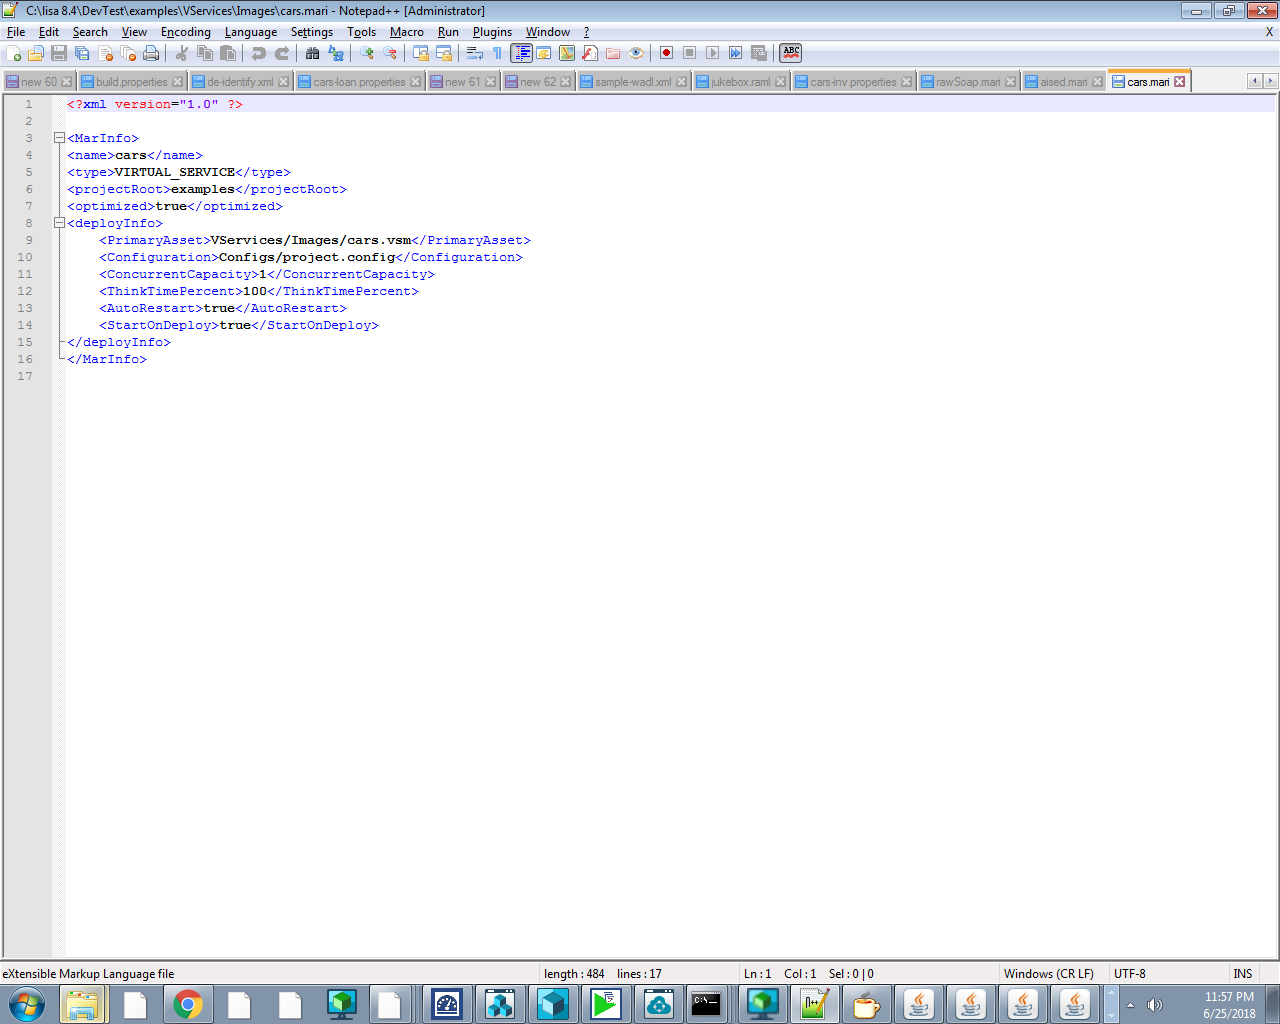 C:\lisa 8.4\DevTest\examples\VServices\Images\cars.mari - Notepad++ [Administrator]
File Edit Search View Encoding Language Settings Tools Macro Run Plugins Window ? X
ABC
new 60 build.properties de-identify.xml cars-loan.properties new 61 new 62 sample-wadl.xml jukebox.raml cars-inv.properties rawSoap.mari aised.mari cars.mari
1 <?xml version="1.0" ?>
2
3 <MarInfo>
4 <name>cars</name>
5 <type>VIRTUAL_SERVICE</type>
6 <projectRoot>examples</projectRoot>
7 <optimized>true</optimized>
8 <deployInfo>
9 <PrimaryAsset>VServices/Images/cars.vsm</PrimaryAsset>
10 <Configuration>Configs/project.config</Configuration>
11 <ConcurrentCapacity>1</ConcurrentCapacity>
12 <ThinkTimePercent>100</ThinkTimePercent>
13 <AutoRestart>true</AutoRestart>
14 <StartOnDeploy>true</StartOnDeploy>
15 </deployInfo>
16 </MarInfo>
17
eXtensible Markup Language file length : 484 lines : 17 Ln : 1 Col : 1 Sel : 0 | 0 Windows (CR LF) UTF-8 INS
11:57 PM
6/25/2018